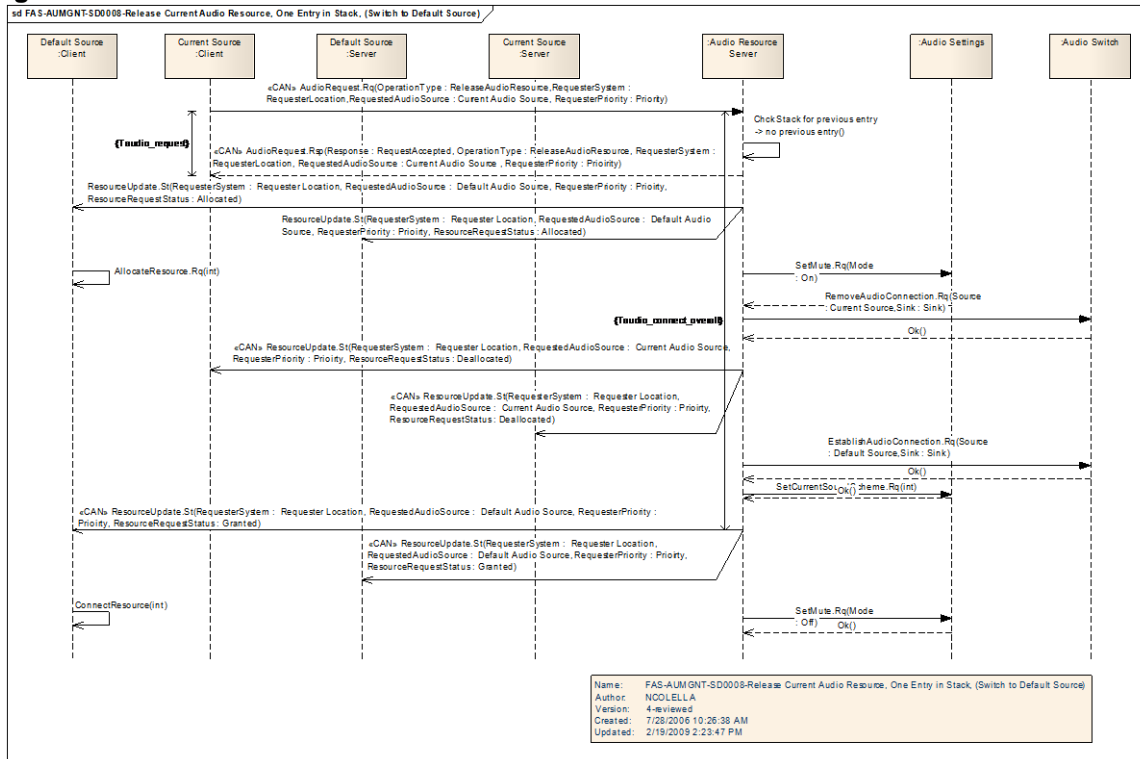 sd FAS-AUMGNT-SD0008-Release Current Audio Resource, One Entry in Stack, (Switch to Default Source)
Default Source
:Client
Current Source
:Client
Default Source
:Server
Current Source
:Server
:Audio Resource
Server
:Audio Settings
:Audio Switch
«CAN» AudioRequest.Rq(OperationType : ReleaseAudioResource,RequesterSystem :
RequesterLocation,RequestedAudioSource : Current Audio Source, RequesterPriority : Priority)
ChckStack for previous entry
-> no previous entry()
{Taudio_request}
«CAN» AudioRequest.Rsp(Response : RequestAccepted, OperationType : ReleaseAudioResource, RequesterSystem :
RequesterLocation, RequestedAudioSource : Current Audio Source , RequesterPriority : Prioirity)
ResourceUpdate.St(RequesterSystem : Requester Location, RequestedAudioSource : Default Audio Source, RequesterPriority : Prioirty,
ResourceRequestStatus : Allocated)
ResourceUpdate.St(RequesterSystem : Requester Location, RequestedAudioSource : Default Audio
Source, RequesterPriority : Prioirty, ResourceRequestStatus : Allocated)
AllocateResource.Rq(int)
SetMute.Rq(Mode
: On)
RemoveAudioConnection.Rq(Source
: Current Source,Sink : Sink)
{Taudio_connect_overall}
Ok()
«CAN» ResourceUpdate.St(RequesterSystem : Requester Location, RequestedAudioSource : Current Audio Source,
RequesterPriority : Prioirty, ResourceRequestStatus : Deallocated)
«CAN» ResourceUpdate.St(RequesterSystem : Requester Location,
RequestedAudioSource : Current Audio Source, RequesterPriority : Prioirty,
ResourceRequestStatus : Deallocated)
EstablishAudioConnection.Rq(Source
: Default Source,Sink : Sink)
Ok()
Ok()
«CAN» ResourceUpdate.St(RequesterSystem : Requester Location, RequestedAudioSource : Default Audio Source, RequesterPriority :
Prioirty, ResourceRequestStatus : Granted)
«CAN» ResourceUpdate.St(RequesterSystem : Requester Location,
RequestedAudioSource : Default Audio Source,RequesterPriority : Prioirty,
ResourceRequestStatus : Granted)
ConnectResource(int)
SetMute.Rq(Mode
: Off)
Ok()
Name: FAS-AUMGNT-SD0008-Release Current Audio Resource, One Entry in Stack, (Switch to Default Source)
Author: NCOLELLA
Version: 4-reviewed
Created: 7/28/2006 10:26:38 AM
Updated: 2/19/2009 2:23:47 PM